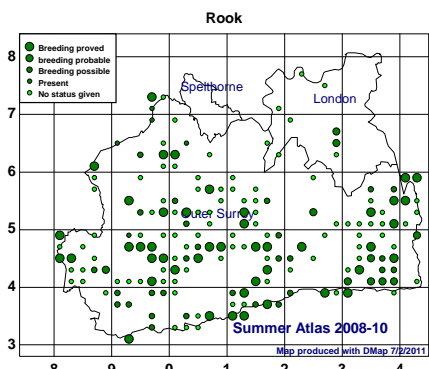 Rook
Breeding proved
breeding probable
Breeding possible
Present
No status given
Spelthorne
London
Outer Surrey
Summer Atlas 2008-10
Map produced with DMap 7/2/2011
8
7
6
5
4
3
8 9 0 1 2 3 4